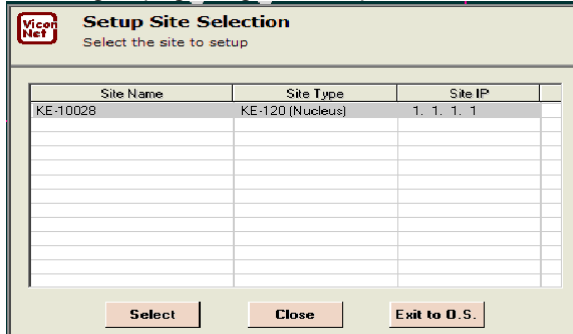 Vicon
Net
Setup Site Selection
Select the site to setup
Site Name Site Type Site IP
KE-10028 KE-120 (Nucleus) 1. 1. 1. 1
Select Close Exit to O.S.